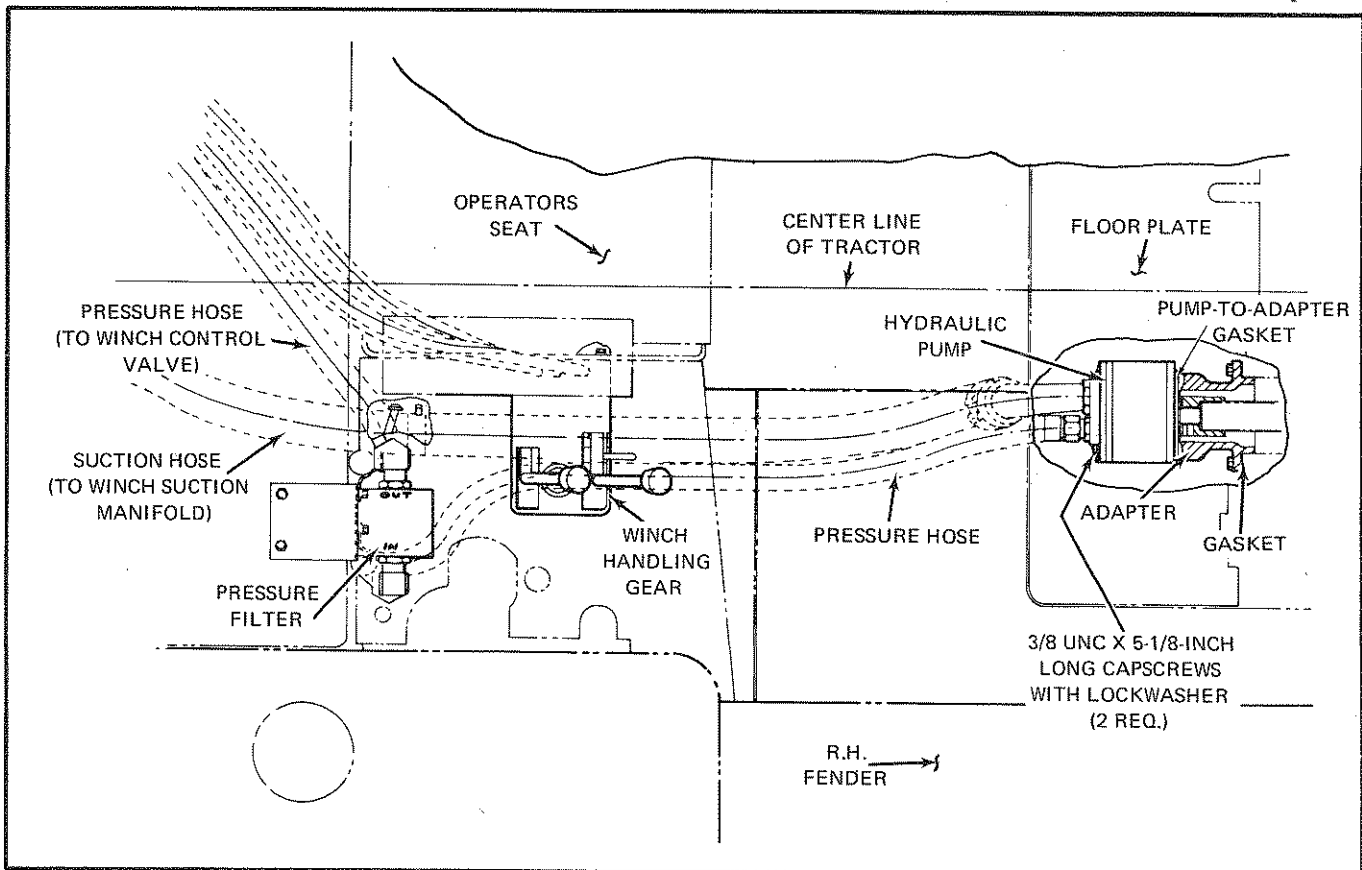 OPERATORS
SEAT
CENTER LINE
OF TRACTOR
FLOOR PLATE
PRESSURE HOSE
(TO WINCH CONTROL
VALVE)
HYDRAULIC
PUMP
PUMP-TO-ADAPTER
GASKET
SUCTION HOSE
(TO WINCH SUCTION
MANIFOLD)
OUT
IN
PRESSURE
FILTER
WINCH
HANDLING
GEAR
PRESSURE HOSE
ADAPTER
GASKET
3/8 UNC X 5-1/8-INCH
LONG CAPSCREWS
WITH LOCKWASHER
(2 REQ.)
R.H.
FENDER